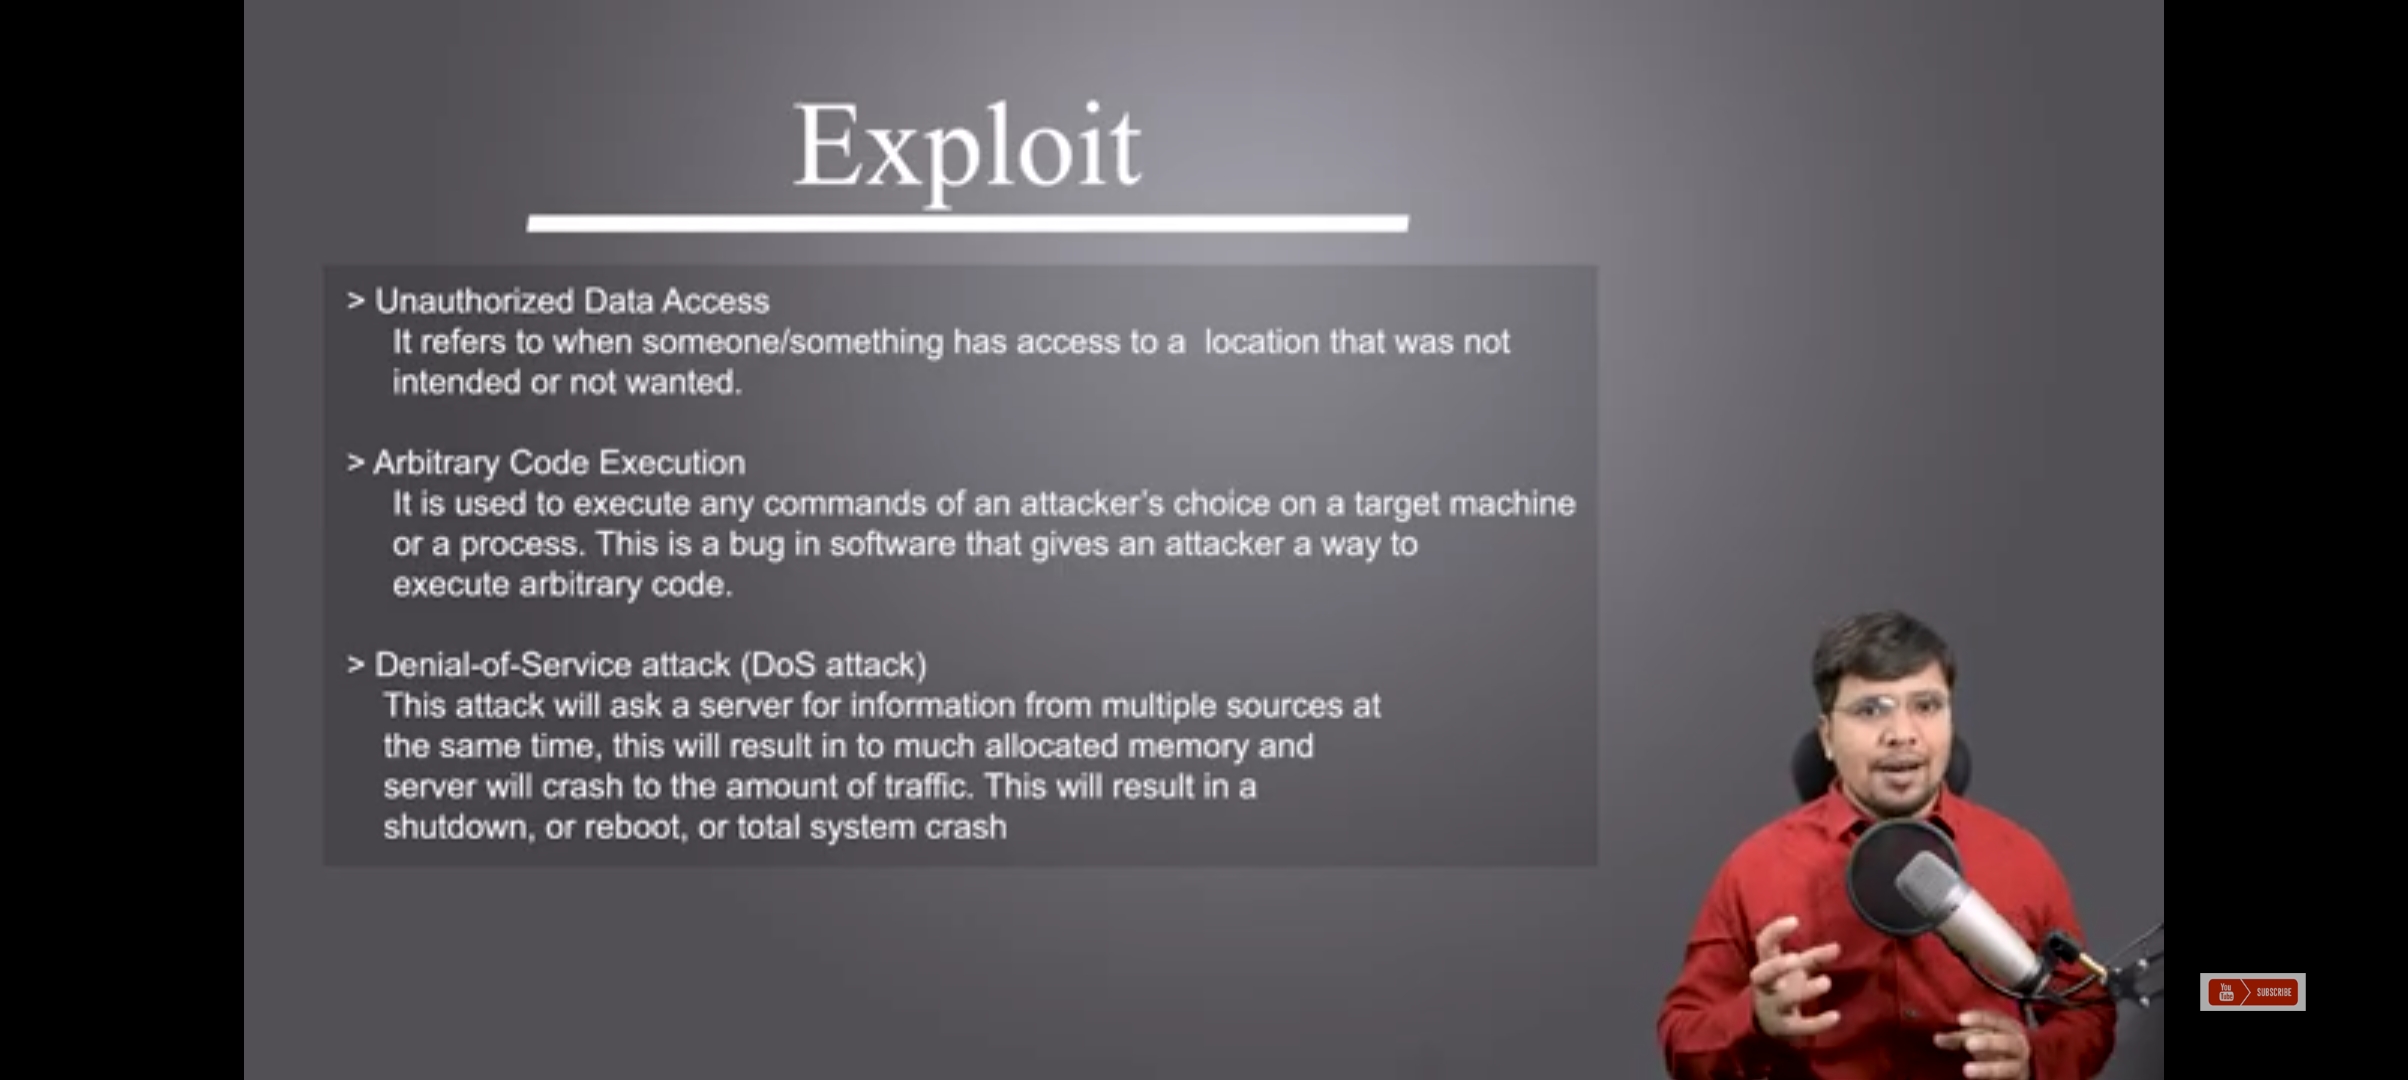 Exploit
> Unauthorized Data Access
It refers to when someone/something has access to a location that was not
intended or not wanted.
> Arbitrary Code Execution
It is used to execute any commands of an attacker's choice on a target machine
or a process. This is a bug in software that gives an attacker a way to
execute arbitrary code.
> Denial-of-Service attack (DoS attack)
This attack will ask a server for information from multiple sources at
the same time, this will result in to much allocated memory and
server will crash to the amount of traffic. This will result in a
shutdown, or reboot, or total system crash
You Tube SUBSCRIBE